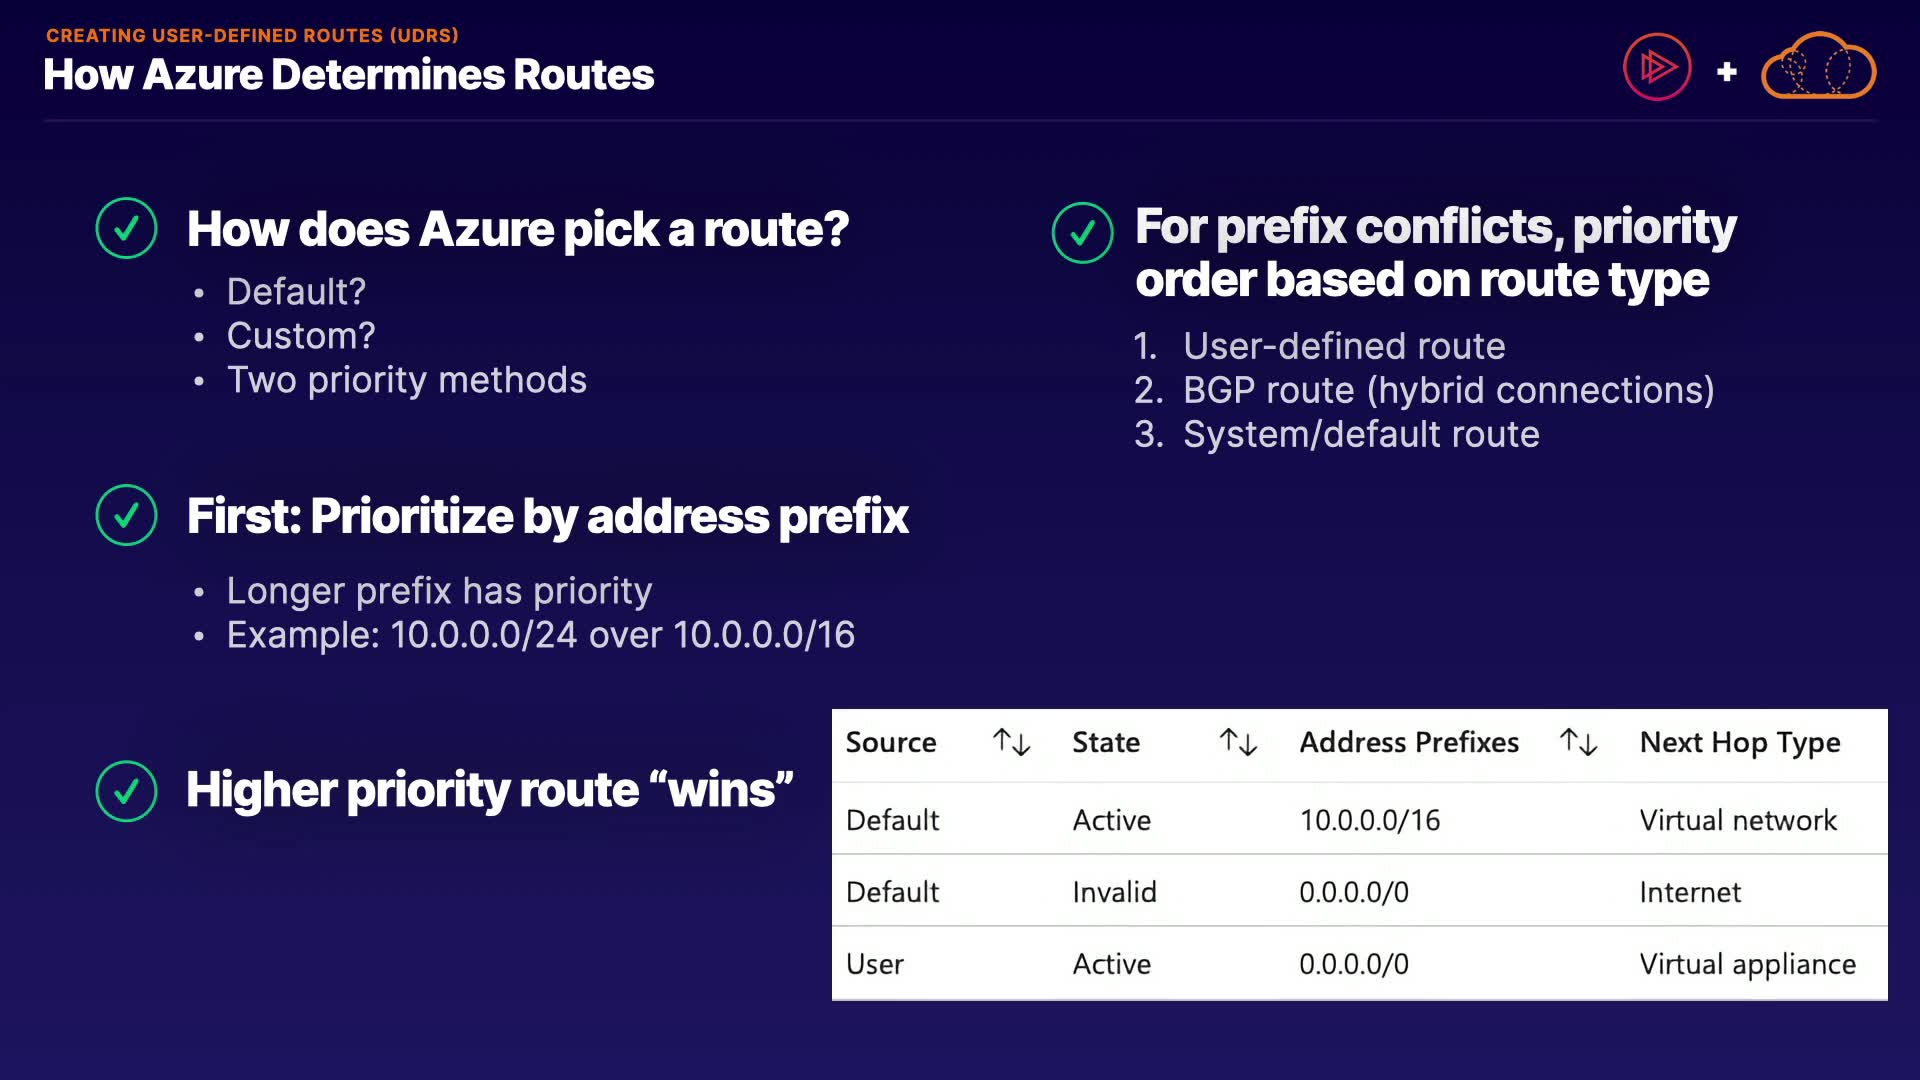 CREATING USER-DEFINED ROUTES (UDRS)
How Azure Determines Routes
+
How does Azure pick a route?
• Default?
• Custom?
• Two priority methods
First: Prioritize by address prefix
• Longer prefix has priority
• Example: 10.0.0.0/24 over 10.0.0.0/16
Higher priority route “wins”
For prefix conflicts, priority
order based on route type
1. User-defined route
2. BGP route (hybrid connections)
3. System/default route
Source ↑↓ State ↑↓ Address Prefixes ↑↓ Next Hop Type
Default Active 10.0.0.0/16 Virtual network
Default Invalid 0.0.0.0/0 Internet
User Active 0.0.0.0/0 Virtual appliance